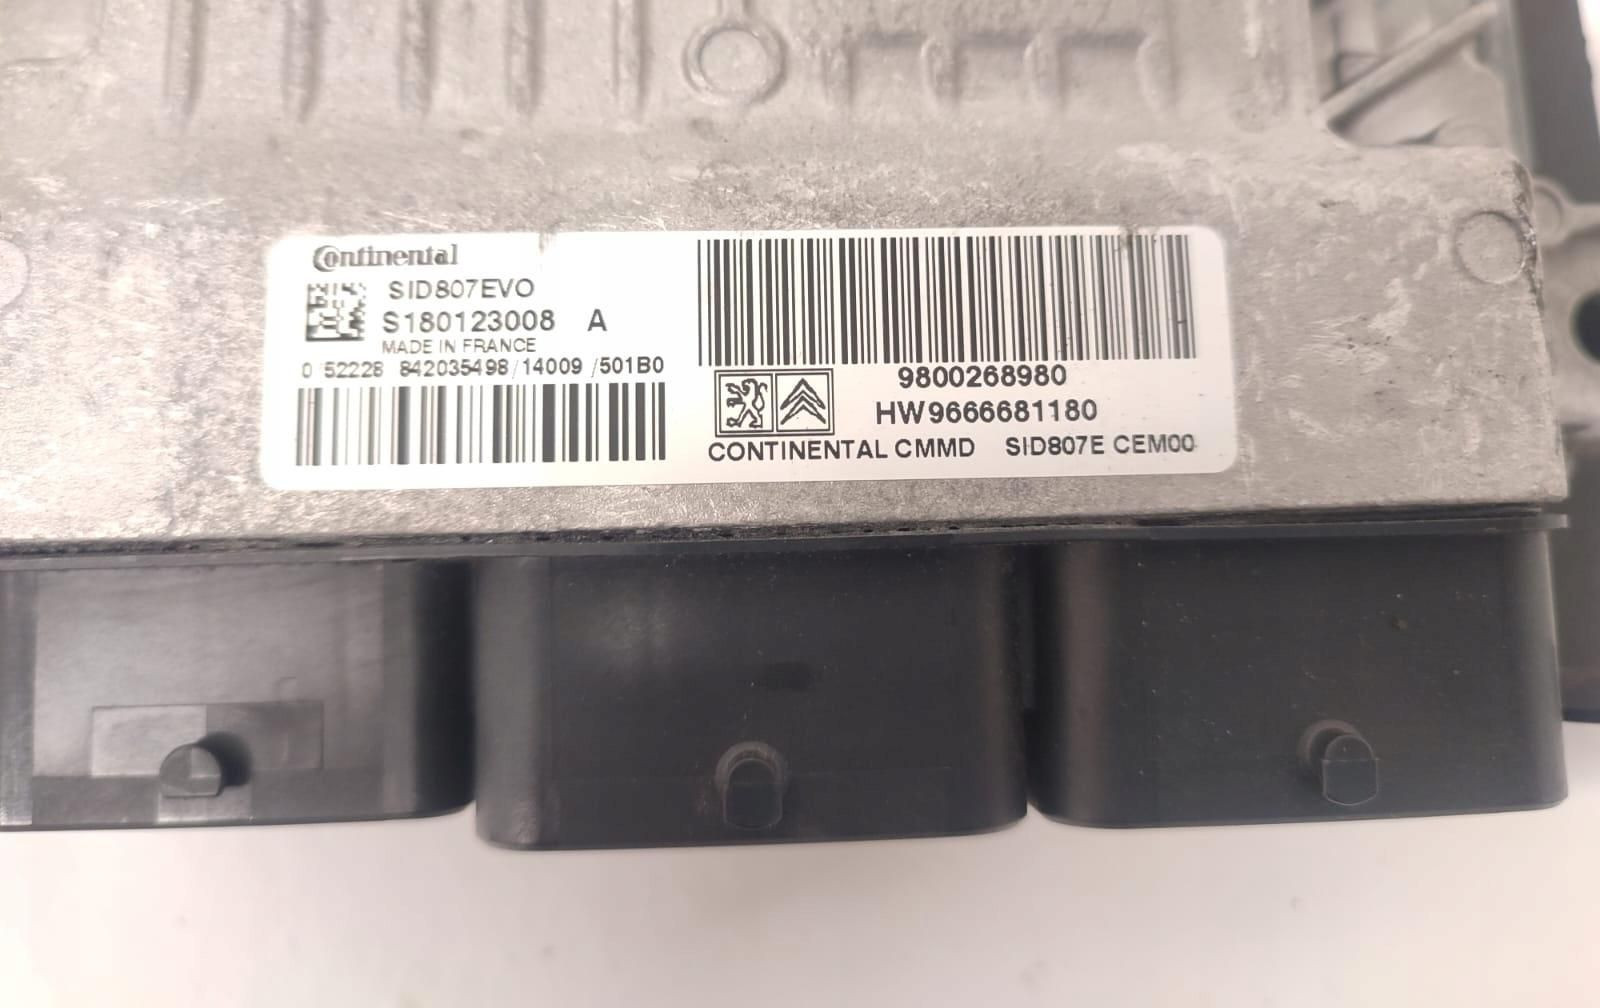 Continental
SID807EVO
S180123008 A
MADE IN FRANCE
0 52228 842035498/14009 /501B0
9800268980
HW9666681180
CONTINENTAL CMMD SID807E CEM00